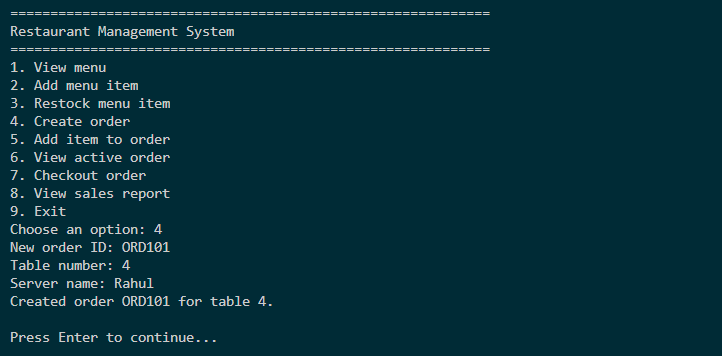 ============================================================
Restaurant Management System
============================================================
1. View menu
2. Add menu item
3. Restock menu item
4. Create order
5. Add item to order
6. View active order
7. Checkout order
8. View sales report
9. Exit
Choose an option: 4
New order ID: ORD101
Table number: 4
Server name: Rahul
Created order ORD101 for table 4.
Press Enter to continue...